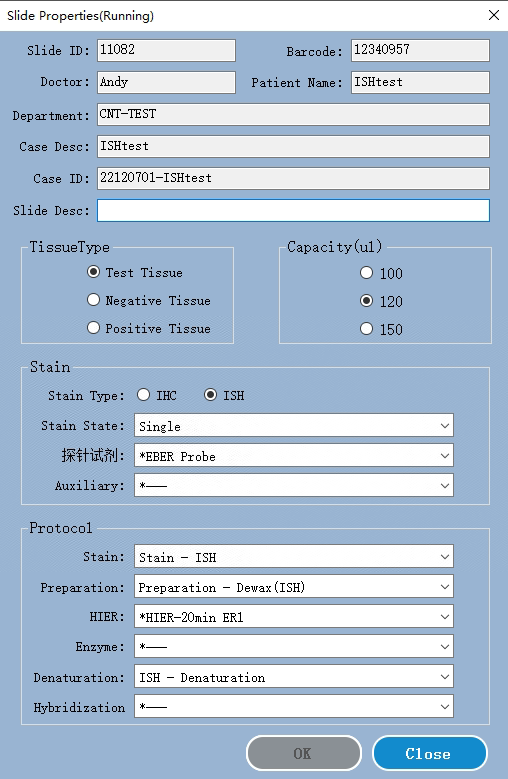 Slide Properties(Running)
Slide ID: 11082 Barcode: 12340957
Doctor: Andy Patient Name: ISHtest
Department: CNT-TEST
Case Desc: ISHtest
Case ID: 22120701-ISHtest
Slide Desc:
TissueType Capacity(ul)
Test Tissue 100
Negative Tissue 120
Positive Tissue 150
Stain
Stain Type: IHC ISH
Stain State: Single
探针试剂: *EBER Probe
Auxiliary: *---
Protocol
Stain: Stain - ISH
Preparation: Preparation - Dewax(ISH)
HIER: *HIER-20min ER1
Enzyme: *---
Denaturation: ISH - Denaturation
Hybridization *---
OK Close